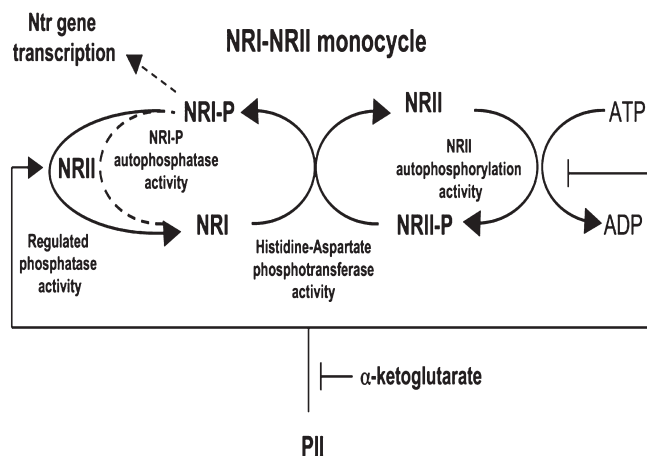 Ntr gene
transcription
NRI-NRII monocycle
NRI-P
NRII
ATP
NRI-P
autophosphatase
activity
NRII
NRII
autophosphorylation
activity
NRI
NRII-P
ADP
Regulated
phosphatase
activity
Histidine-Aspartate
phosphotransferase
activity
α-ketoglutarate
PII